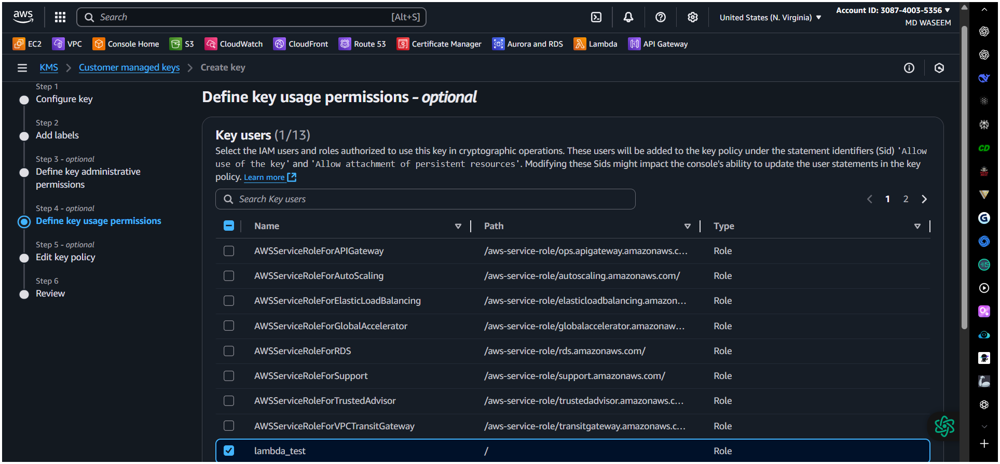 aws
Search [Alt+S]
United States (N. Virginia)
Account ID: 3087-4003-5356
MD WASEEM
EC2 VPC Console Home S3 CloudWatch CloudFront Route 53 Certificate Manager Aurora and RDS Lambda API Gateway
KMS Customer managed keys Create key
Step 1
Configure key
Step 2
Add labels
Step 3 - optional
Define key administrative
permissions
Step 4 - optional
Define key usage permissions
Step 5 - optional
Edit key policy
Step 6
Review
Define key usage permissions - optional
Key users (1/13)
Select the IAM users and roles authorized to use this key in cryptographic operations. These users will be added to the key policy under the statement identifiers (Sid) 'Allow
use of the key' and 'Allow attachment of persistent resources'. Modifying these Sids might impact the console's ability to update the user statements in the key
policy. Learn more
Search Key users
1 2
Name Path Type
AWSServiceRoleForAPIGateway /aws-service-role/ops.apigateway.amazonaws.c... Role
AWSServiceRoleForAutoScaling /aws-service-role/autoscaling.amazonaws.com/ Role
AWSServiceRoleForElasticLoadBalancing /aws-service-role/elasticloadbalancing.amazon... Role
AWSServiceRoleForGlobalAccelerator /aws-service-role/globalaccelerator.amazonaw... Role
AWSServiceRoleForRDS /aws-service-role/rds.amazonaws.com/ Role
AWSServiceRoleForSupport /aws-service-role/support.amazonaws.com/ Role
AWSServiceRoleForTrustedAdvisor /aws-service-role/trustedadvisor.amazonaws.c... Role
AWSServiceRoleForVPCTransitGateway /aws-service-role/transitgateway.amazonaws.c... Role
lambda_test / Role
CD